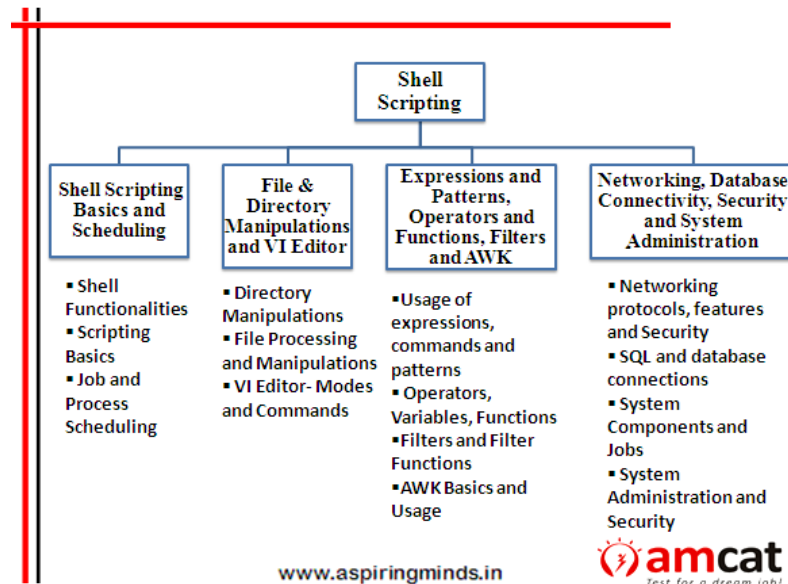 Shell
Scripting
Shell Scripting
Basics and
Scheduling
▪ Shell
Functionalities
▪ Scripting
Basics
▪ Job and
Process
Scheduling
File &
Directory
Manipulations
and VI Editor
▪ Directory
Manipulations
▪ File Processing
and Manipulations
▪ VI Editor- Modes
and Commands
Expressions and
Patterns,
Operators and
Functions, Filters
and AWK
▪Usage of
expressions,
commands and
patterns
▪ Operators,
Variables, Functions
▪Filters and Filter
Functions
▪AWK Basics and
Usage
Networking, Database
Connectivity, Security
and System
Administration
▪ Networking
protocols, features
and Security
▪ SQL and database
connections
▪ System
Components and
Jobs
▪ System
Administration and
Security
www.aspiringminds.in
amcat
Test for a dream job!